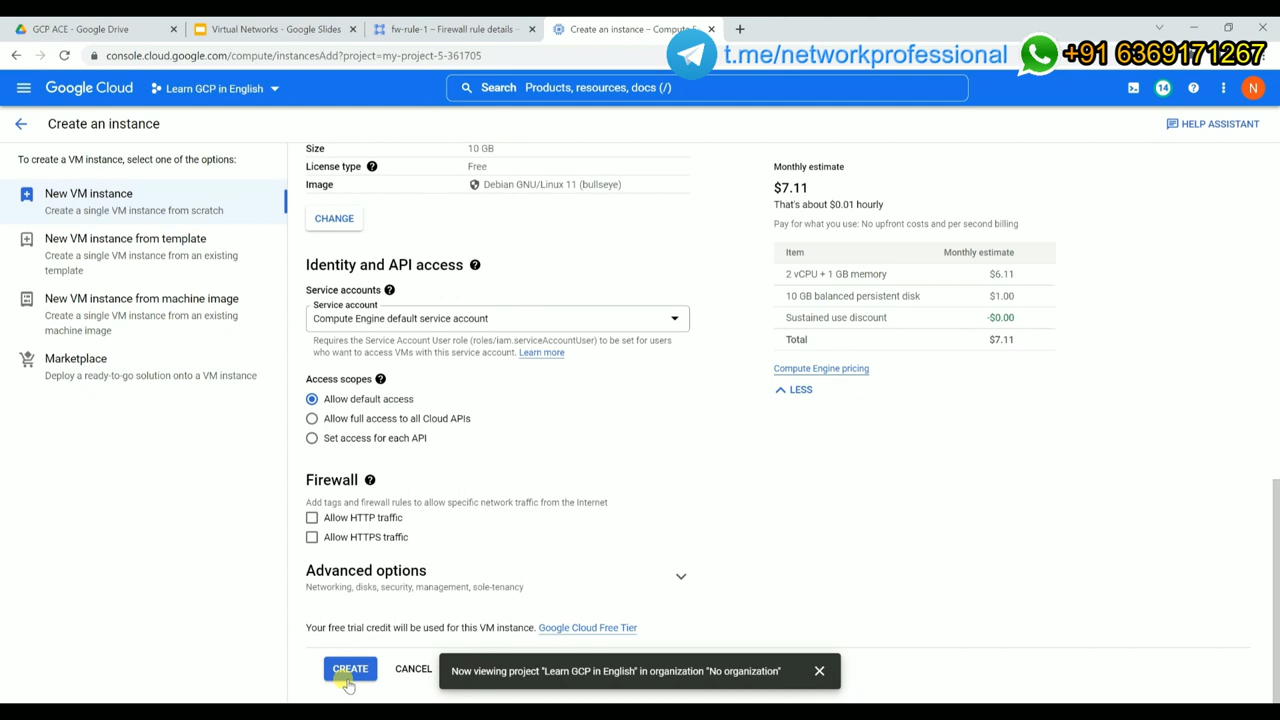 GCP ACE - Google Drive
Virtual Networks - Google Slides
fw-rule-1 – Firewall rule details -
Create an instance – Compute
console.cloud.google.com/compute/instancesAdd?project=my-project-5-361705
t.me/networkprofessional
+91 6369171267
Google Cloud
Learn GCP in English
Search Products, resources, docs (/)
14
N
Create an instance
HELP ASSISTANT
To create a VM instance, select one of the options:
New VM instance
Create a single VM instance from scratch
New VM instance from template
Create a single VM instance from an existing
template
New VM instance from machine image
Create a single VM instance from an existing
machine image
Marketplace
Deploy a ready-to-go solution onto a VM instance
Size 10 GB
License type Free
Image Debian GNU/Linux 11 (bullseye)
CHANGE
Identity and API access
Service accounts
Service account
Compute Engine default service account
Requires the Service Account User role (roles/iam.serviceAccountUser) to be set for users
who want to access VMs with this service account. Learn more
Access scopes
Allow default access
Allow full access to all Cloud APIs
Set access for each API
Firewall
Add tags and firewall rules to allow specific network traffic from the Internet
Allow HTTP traffic
Allow HTTPS traffic
Advanced options
Networking, disks, security, management, sole-tenancy
Your free trial credit will be used for this VM instance. Google Cloud Free Tier
CREATE
CANCEL
Now viewing project "Learn GCP in English" in organization "No organization"
Monthly estimate
$7.11
That's about $0.01 hourly
Pay for what you use: No upfront costs and per second billing
Item Monthly estimate
2 vCPU + 1 GB memory $6.11
10 GB balanced persistent disk $1.00
Sustained use discount -$0.00
Total $7.11
Compute Engine pricing
LESS